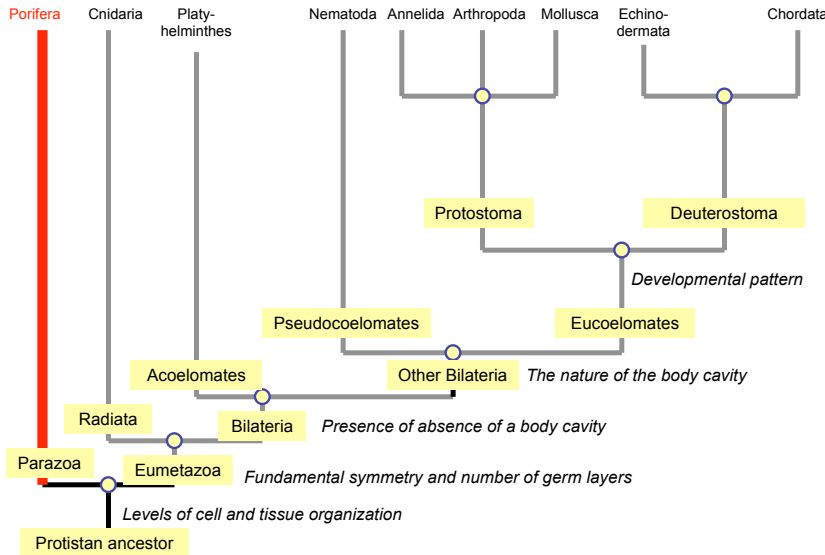 Porifera
Cnidaria
Platy-
helminthes
Nematoda
Annelida
Arthropoda
Mollusca
Echino-
dermata
Chordata
Protostoma
Deuterostoma
Developmental pattern
Pseudocoelomates
Eucoelomates
Acoelomates
Other Bilateria
The nature of the body cavity
Radiata
Bilateria
Presence of absence of a body cavity
Parazoa
Eumetazoa
Fundamental symmetry and number of germ layers
Levels of cell and tissue organization
Protistan ancestor